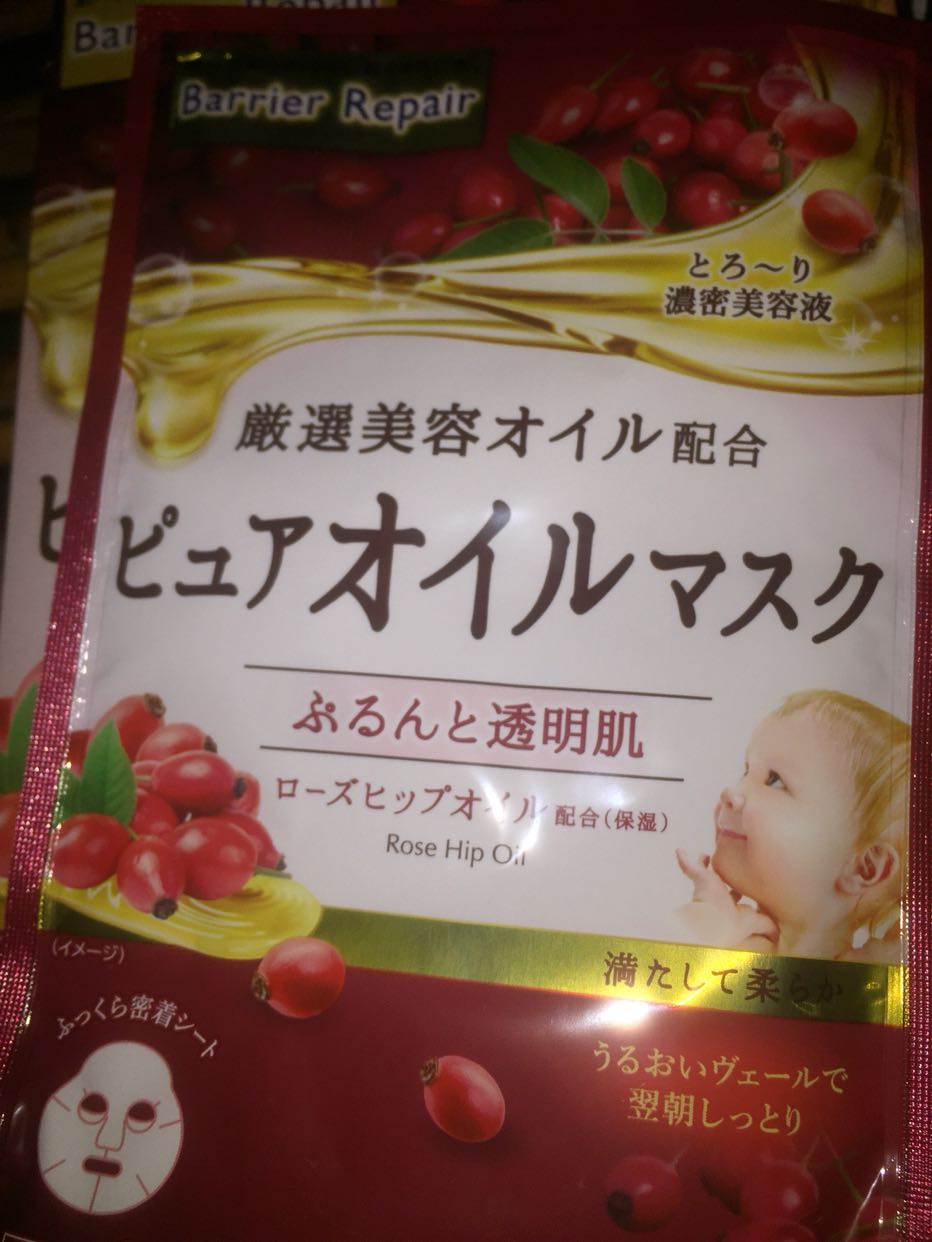 Bar
Repair
Barrier Repair
とろ〜り
濃密美容液
厳選美容オイル配合
ピ
ピュアオイルマスク
ぷるんと透明肌
ローズヒップオイル配合(保湿)
Rose Hip Oil
(イメージ)
満たして柔らか
ふっくら密着シート
うるおいヴェールで
翌朝しっとり